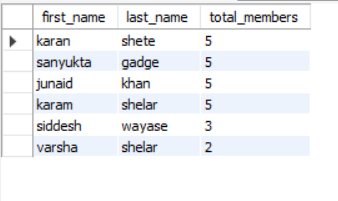 first_name last_name total_members
karan shete 5
sanyukta gadge 5
junaid khan 5
karam shelar 5
siddesh wayase 3
varsha shelar 2